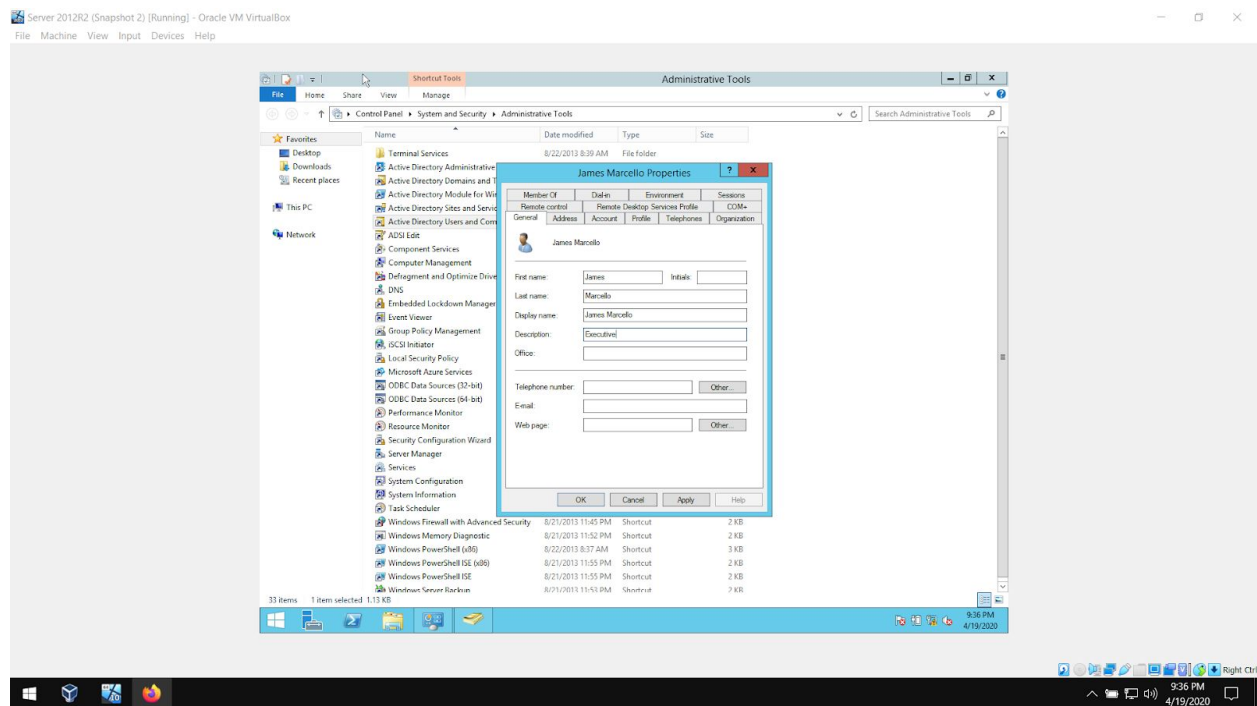 Server 2012R2 (Snapshot 2) [Running] - Oracle VM VirtualBox
File Machine View Input Devices Help
Shortcut Tools
Administrative Tools
File Home Share View Manage
Control Panel System and Security Administrative Tools
Search Administrative Tools
Favorites
Desktop
Downloads
Recent places
This PC
Network
Name Date modified Type Size
Terminal Services 8/22/2013 8:39 AM File folder
Active Directory Administrative
Active Directory Domains and T
Active Directory Module for Wi
Active Directory Sites and Servic
Active Directory Users and Com
ADSI Edit
Component Services
Computer Management
Defragment and Optimize Drive
DNS
Embedded Lockdown Manager
Event Viewer
Group Policy Management
iSCSI Initiator
Local Security Policy
Microsoft Azure Services
ODBC Data Sources (32-bit)
ODBC Data Sources (64-bit)
Performance Monitor
Resource Monitor
Security Configuration Wizard
Server Manager
Services
System Configuration
System Information
Task Scheduler
Windows Firewall with Advanced Security 8/21/2013 11:45 PM Shortcut 2 KB
Windows Memory Diagnostic 8/21/2013 11:52 PM Shortcut 2 KB
Windows PowerShell (x86) 8/22/2013 8:37 AM Shortcut 3 KB
Windows PowerShell ISE (x86) 8/21/2013 11:55 PM Shortcut 2 KB
Windows PowerShell ISE 8/21/2013 11:55 PM Shortcut 2 KB
Windows Server Backup 8/21/2013 11:53 PM Shortcut 2 KB
James Marcello Properties
? x
Member Of Dial-in Environment Sessions
Remote control Remote Desktop Services Profile COM+
General Address Account Profile Telephones Organization
James Marcello
First name: James Initials:
Last name: Marcello
Display name: James Marcello
Description: Executive
Office:
Telephone number: Other...
E-mail:
Web page: Other...
OK Cancel Apply Help
33 items 1 item selected 1.13 KB
9:36 PM
4/19/2020
Right Ctrl
9:36 PM
4/19/2020